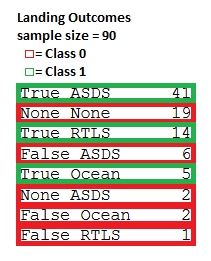 Landing Outcomes
sample size = 90
= Class 0
= Class 1
True ASDS 41
None None 19
True RTLS 14
False ASDS 6
True Ocean 5
None ASDS 2
False Ocean 2
False RTLS 1